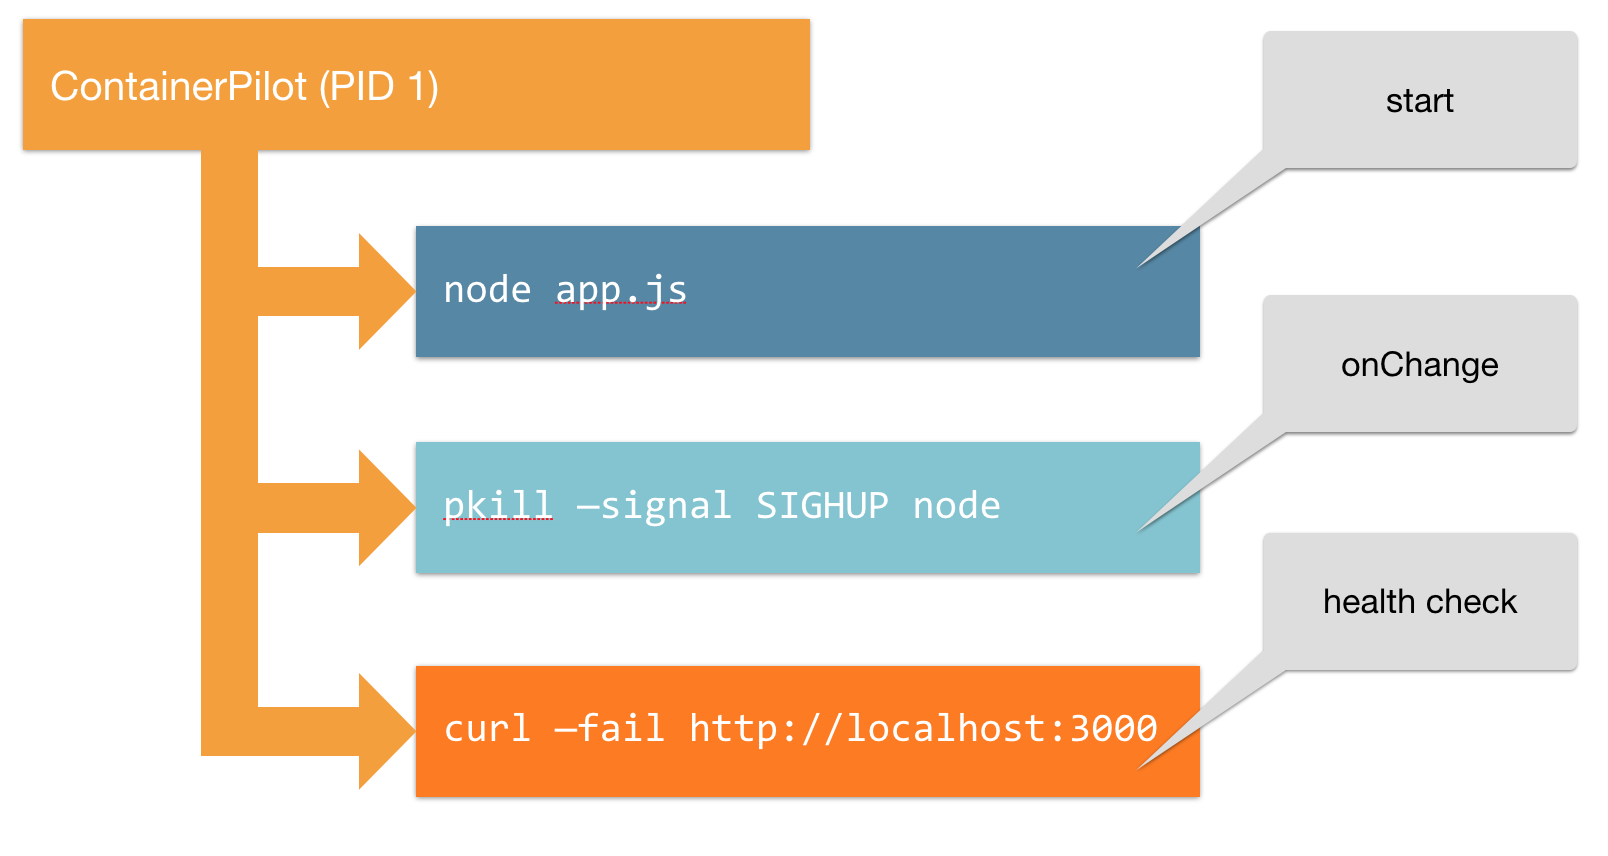 ContainerPilot (PID 1)
start
node app.js
onChange
pkill —signal SIGHUP node
health check
curl —fail http://localhost:3000